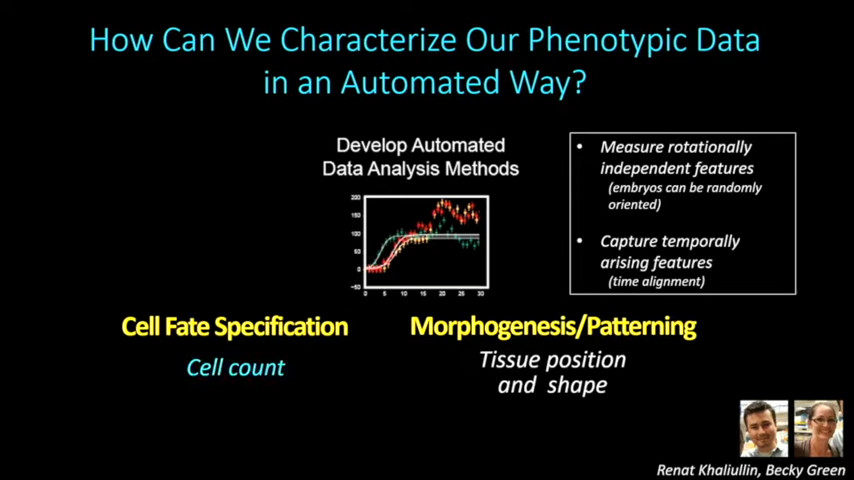 How Can We Characterize Our Phenotypic Data
in an Automated Way?
Develop Automated
Data Analysis Methods
200
150
100
50
0
−50
0 5 10 15 20 25 30
• Measure rotationally
independent features
(embryos can be randomly
oriented)
• Capture temporally
arising features
(time alignment)
Cell Fate Specification
Cell count
Morphogenesis/Patterning
Tissue position
and shape
Renat Khaliullin, Becky Green